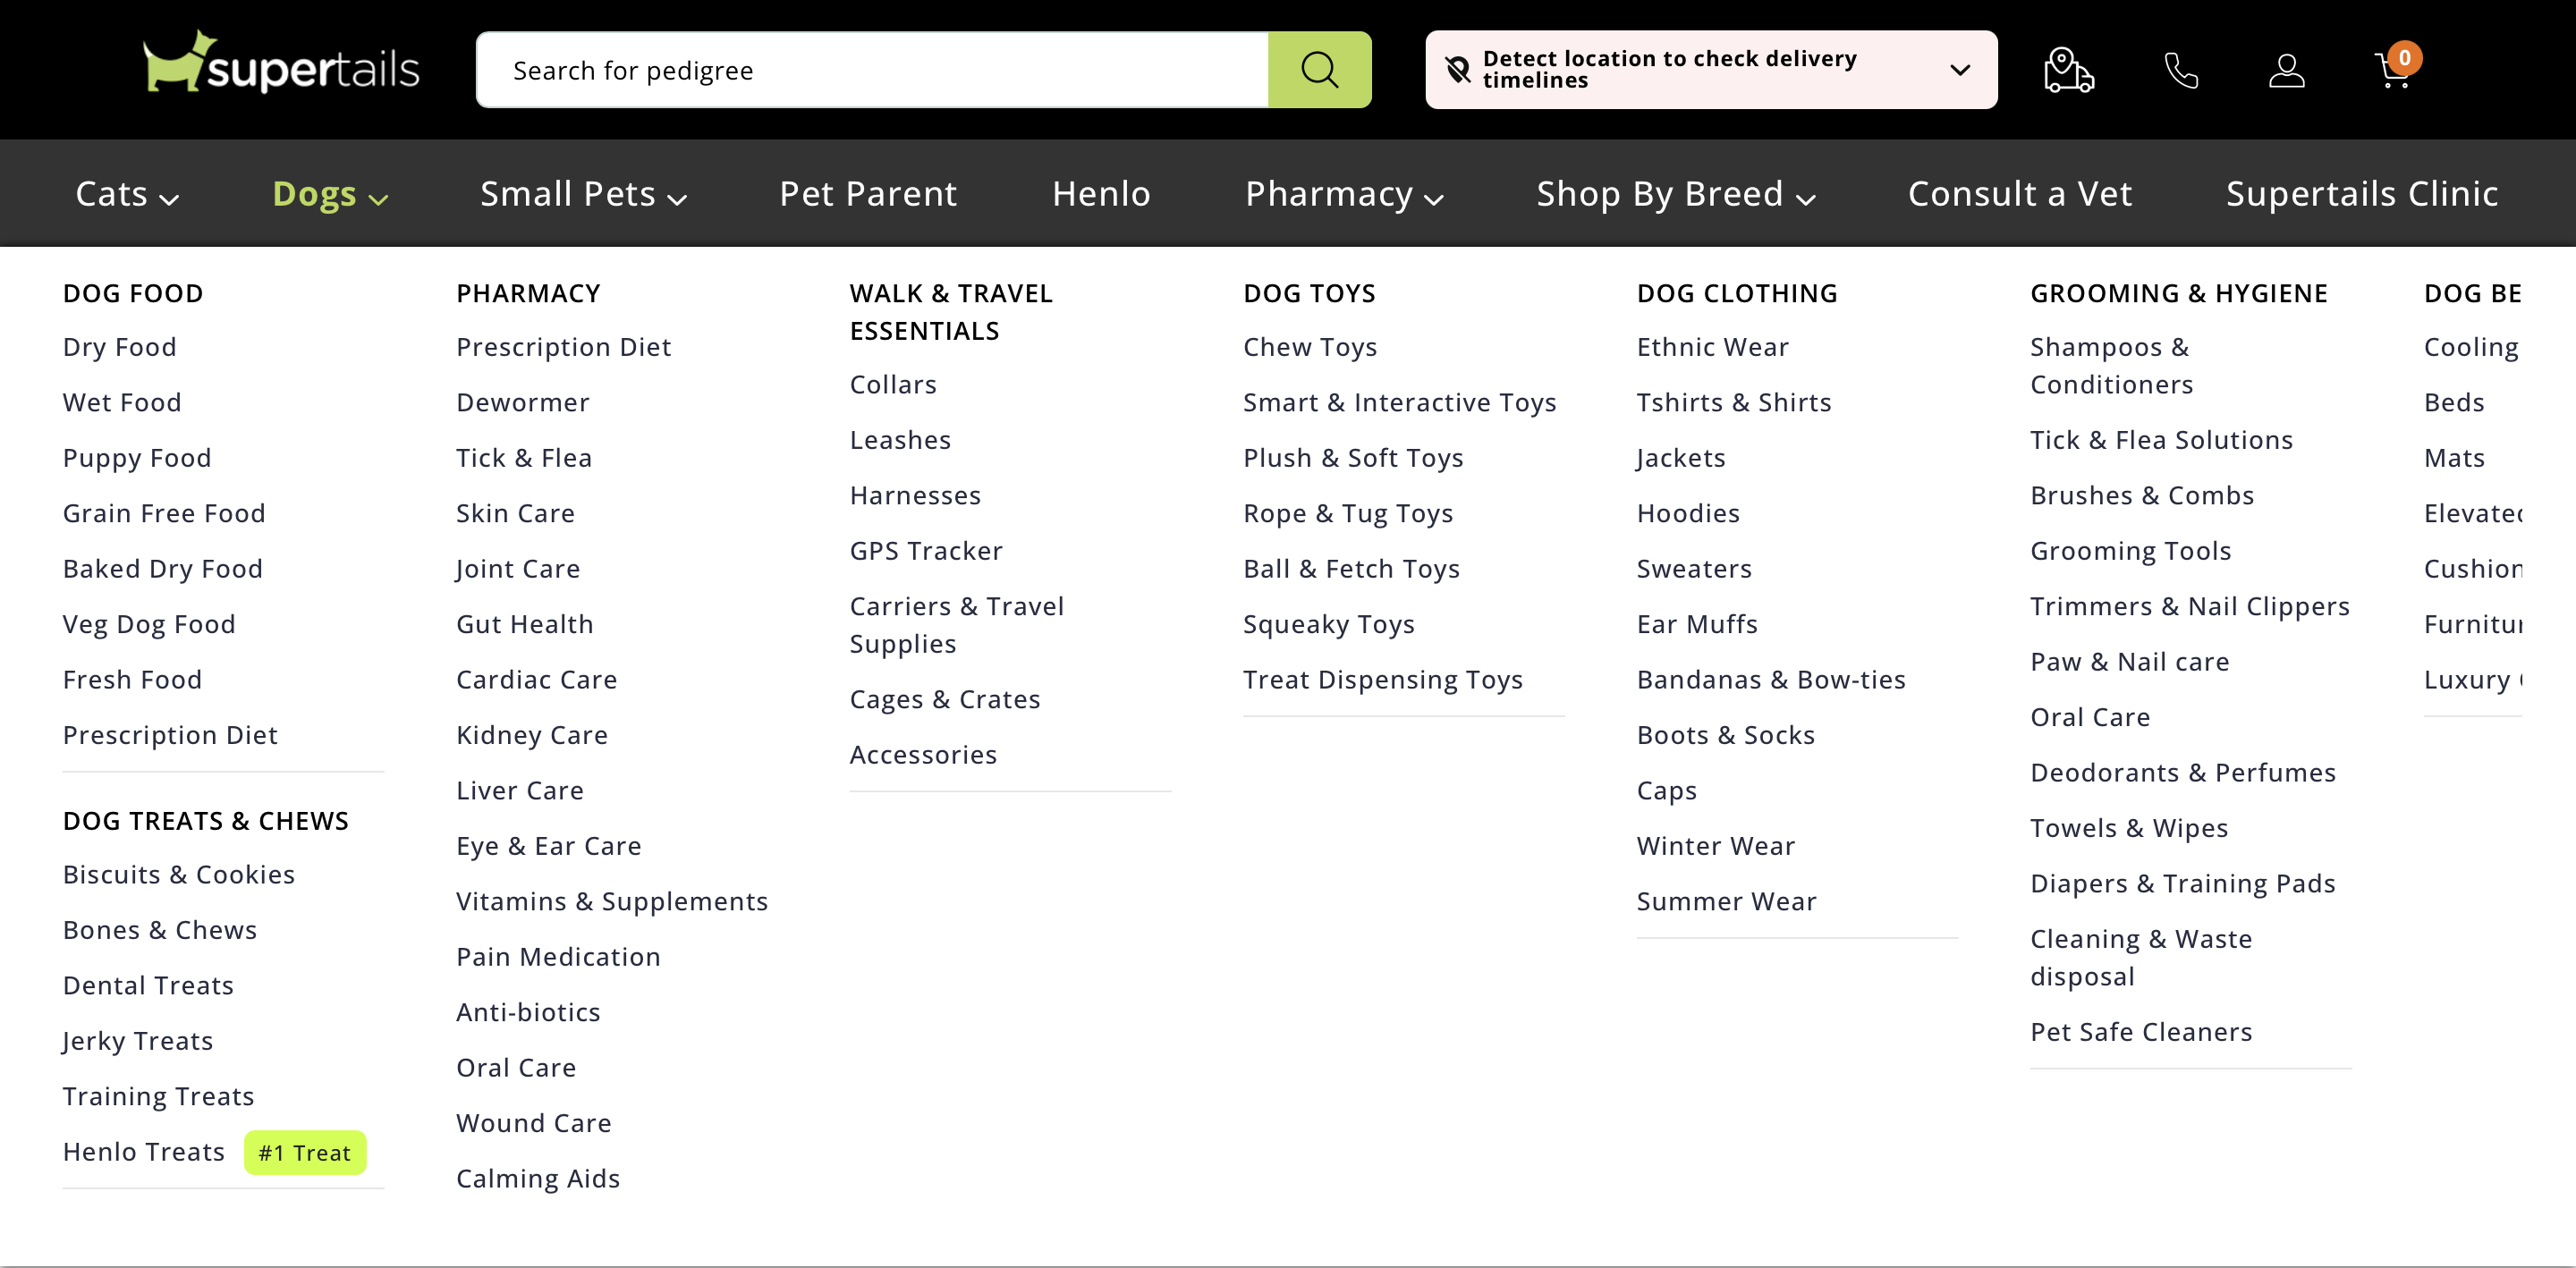 supertails
Search for pedigree
Detect location to check delivery
timelines
0
Cats
Dogs
Small Pets
Pet Parent
Henlo
Pharmacy
Shop By Breed
Consult a Vet
Supertails Clinic
DOG FOOD
Dry Food
Wet Food
Puppy Food
Grain Free Food
Baked Dry Food
Veg Dog Food
Fresh Food
Prescription Diet
DOG TREATS & CHEWS
Biscuits & Cookies
Bones & Chews
Dental Treats
Jerky Treats
Training Treats
Henlo Treats #1 Treat
PHARMACY
Prescription Diet
Dewormer
Tick & Flea
Skin Care
Joint Care
Gut Health
Cardiac Care
Kidney Care
Liver Care
Eye & Ear Care
Vitamins & Supplements
Pain Medication
Anti-biotics
Oral Care
Wound Care
Calming Aids
WALK & TRAVEL
ESSENTIALS
Collars
Leashes
Harnesses
GPS Tracker
Carriers & Travel
Supplies
Cages & Crates
Accessories
DOG TOYS
Chew Toys
Smart & Interactive Toys
Plush & Soft Toys
Rope & Tug Toys
Ball & Fetch Toys
Squeaky Toys
Treat Dispensing Toys
DOG CLOTHING
Ethnic Wear
Tshirts & Shirts
Jackets
Hoodies
Sweaters
Ear Muffs
Bandanas & Bow-ties
Boots & Socks
Caps
Winter Wear
Summer Wear
GROOMING & HYGIENE
Shampoos &
Conditioners
Tick & Flea Solutions
Brushes & Combs
Grooming Tools
Trimmers & Nail Clippers
Paw & Nail care
Oral Care
Deodorants & Perfumes
Towels & Wipes
Diapers & Training Pads
Cleaning & Waste
disposal
Pet Safe Cleaners
DOG BE
Cooling
Beds
Mats
Elevated
Cushion
Furnitur
Luxury